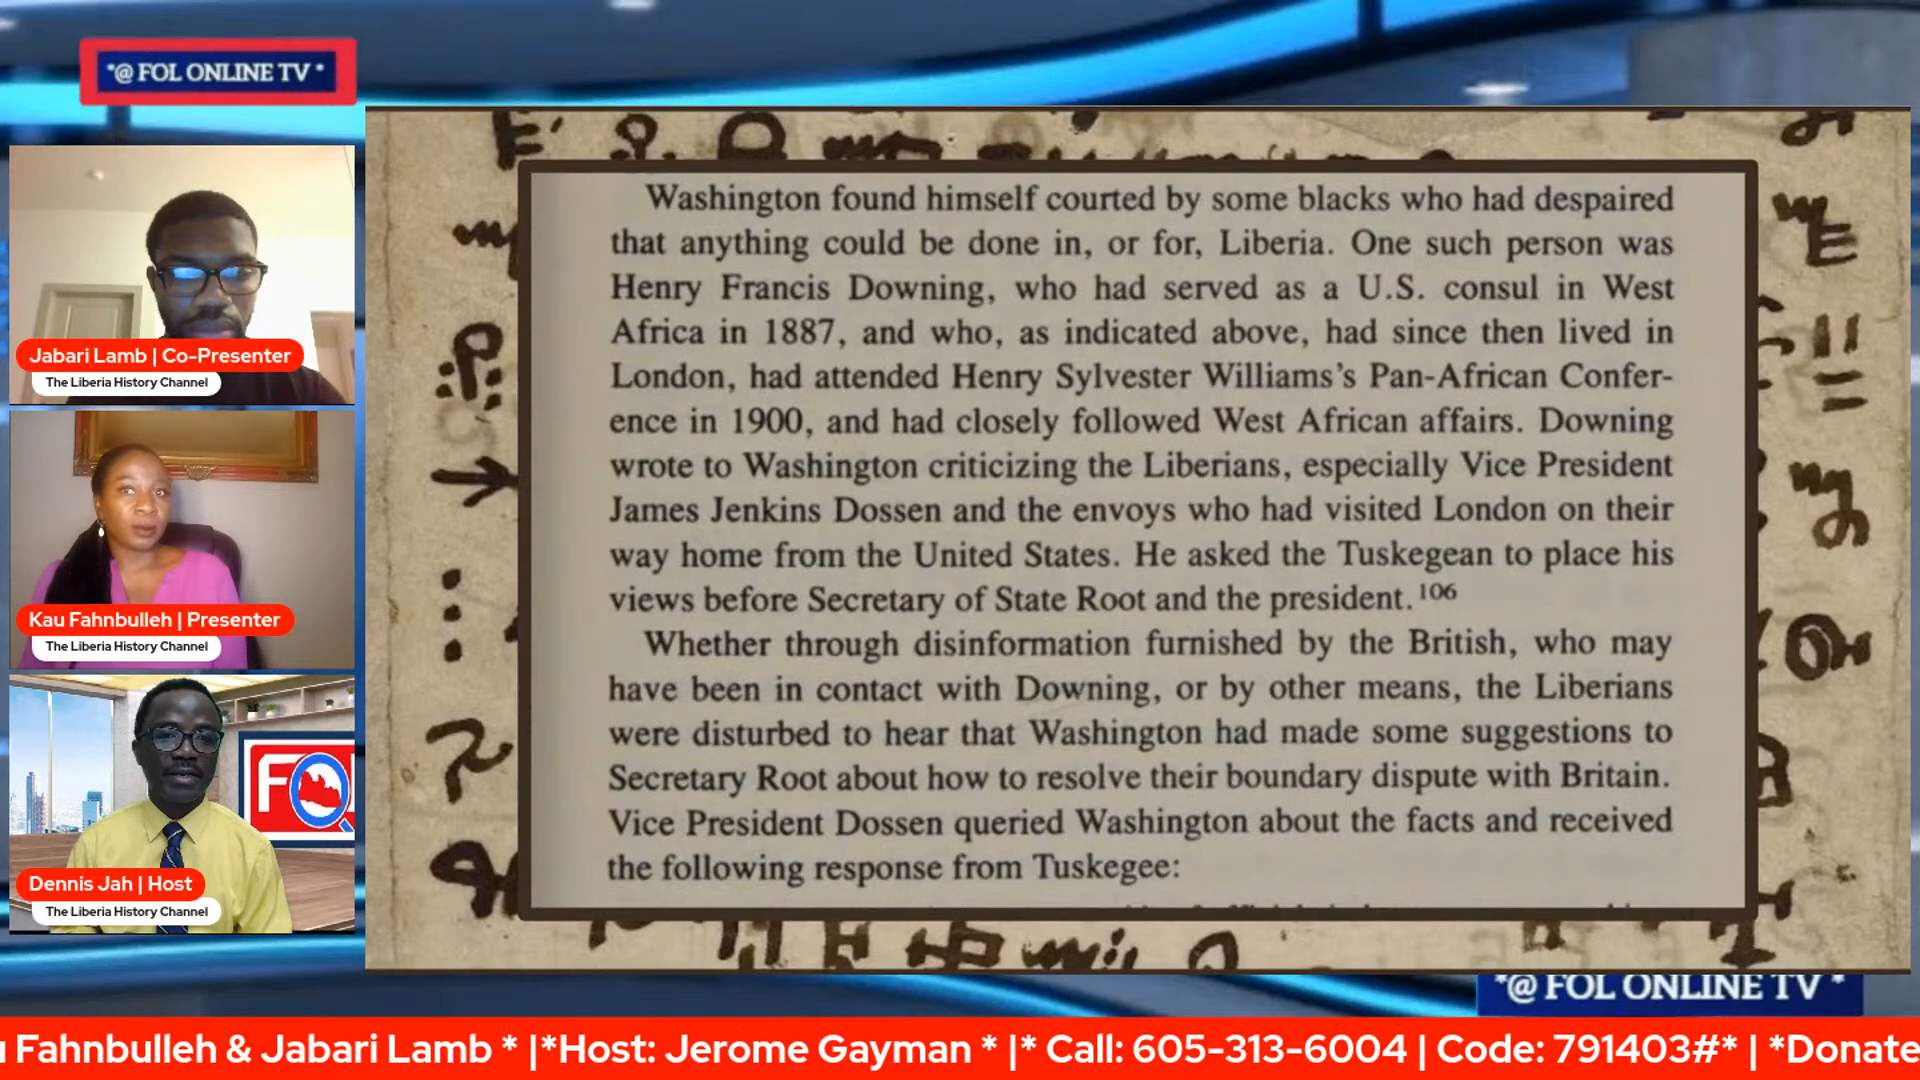 *@ FOL ONLINE TV *
Jabari Lamb | Co-Presenter
The Liberia History Channel
Kau Fahnbulleh | Presenter
The Liberia History Channel
FQ
Dennis Jah | Host
The Liberia History Channel
Washington found himself courted by some blacks who had despaired
that anything could be done in, or for, Liberia. One such person was
Henry Francis Downing, who had served as a U.S. consul in West
Africa in 1887, and who, as indicated above, had since then lived in
London, had attended Henry Sylvester Williams's Pan-African Confer-
ence in 1900, and had closely followed West African affairs. Downing
wrote to Washington criticizing the Liberians, especially Vice President
James Jenkins Dossen and the envoys who had visited London on their
way home from the United States. He asked the Tuskegean to place his
views before Secretary of State Root and the president.106
Whether through disinformation furnished by the British, who may
have been in contact with Downing, or by other means, the Liberians
were disturbed to hear that Washington had made some suggestions to
Secretary Root about how to resolve their boundary dispute with Britain.
Vice President Dossen queried Washington about the facts and received
the following response from Tuskegee:
*@ FOL ONLINE TV *
Fahnbulleh & Jabari Lamb * |*Host: Jerome Gayman * |* Call: 605-313-6004 | Code: 791403#* | *Donate